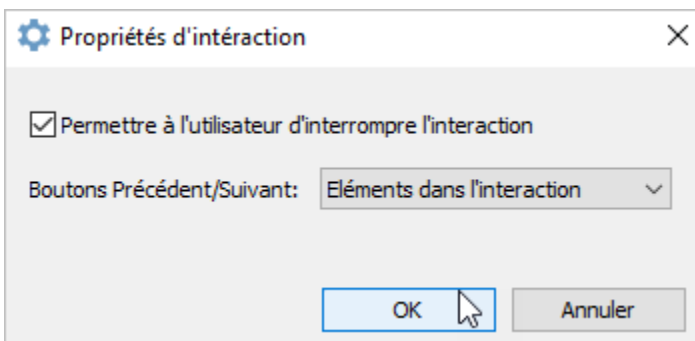 Propriétés d'intéraction
Permettre à l'utilisateur d'interrompre l'interaction
Boutons Précédent/Suivant: Eléments dans l'interaction
OK Annuler